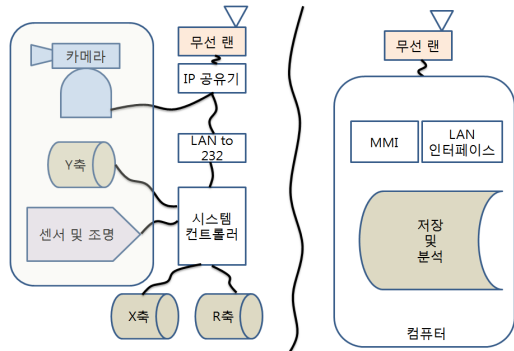 무선 랜
카메라
IP 공유기
LAN to
232
Y축
시스템
컨트롤러
센서 및 조명
X축
R축
무선 랜
MMI
LAN
인터페이스
저장
및
분석
컴퓨터